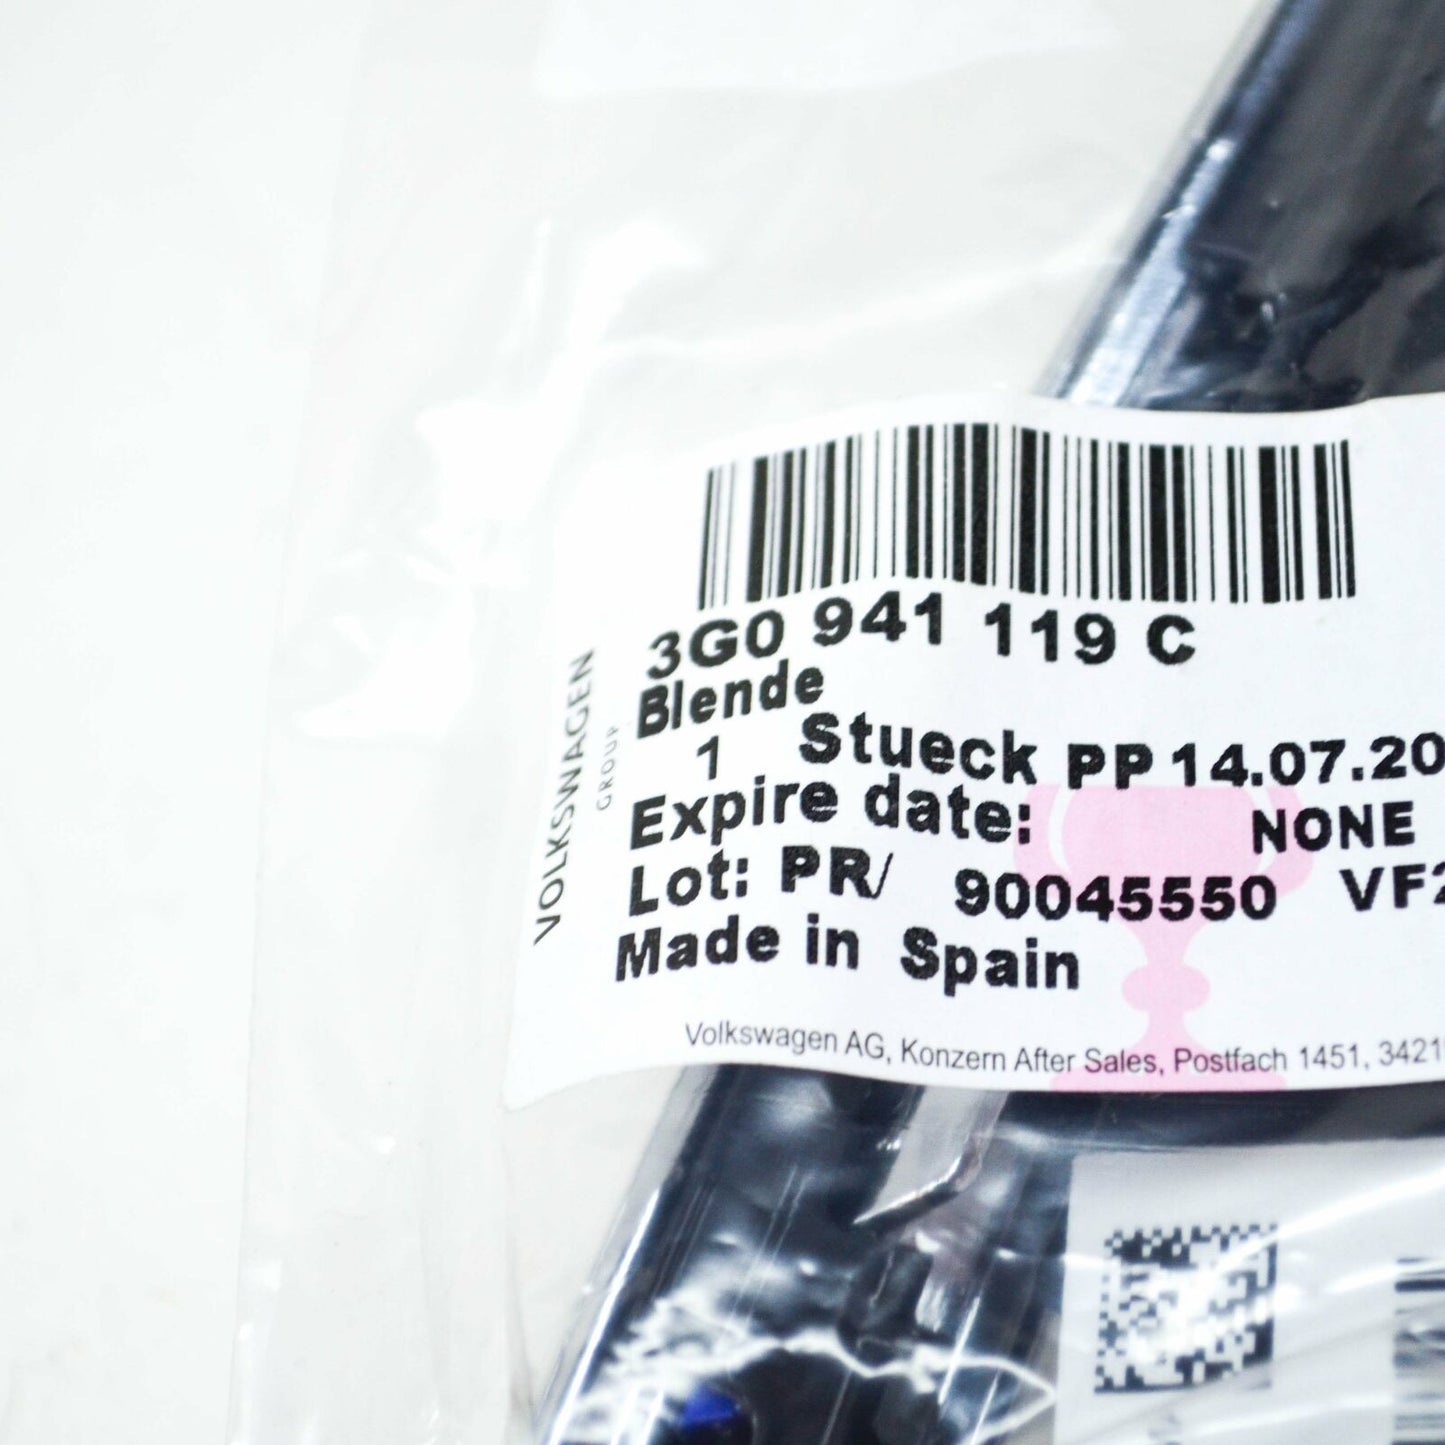 3G0 941 119 C
Blende
1 Stueck PP 14.07.20
Expire date: NONE
Lot: PR/ 90045550 VF2
Made in Spain
Volkswagen AG, Konzern After Sales, Postfach 1451, 3421
VOLKSWAGEN
GROUP